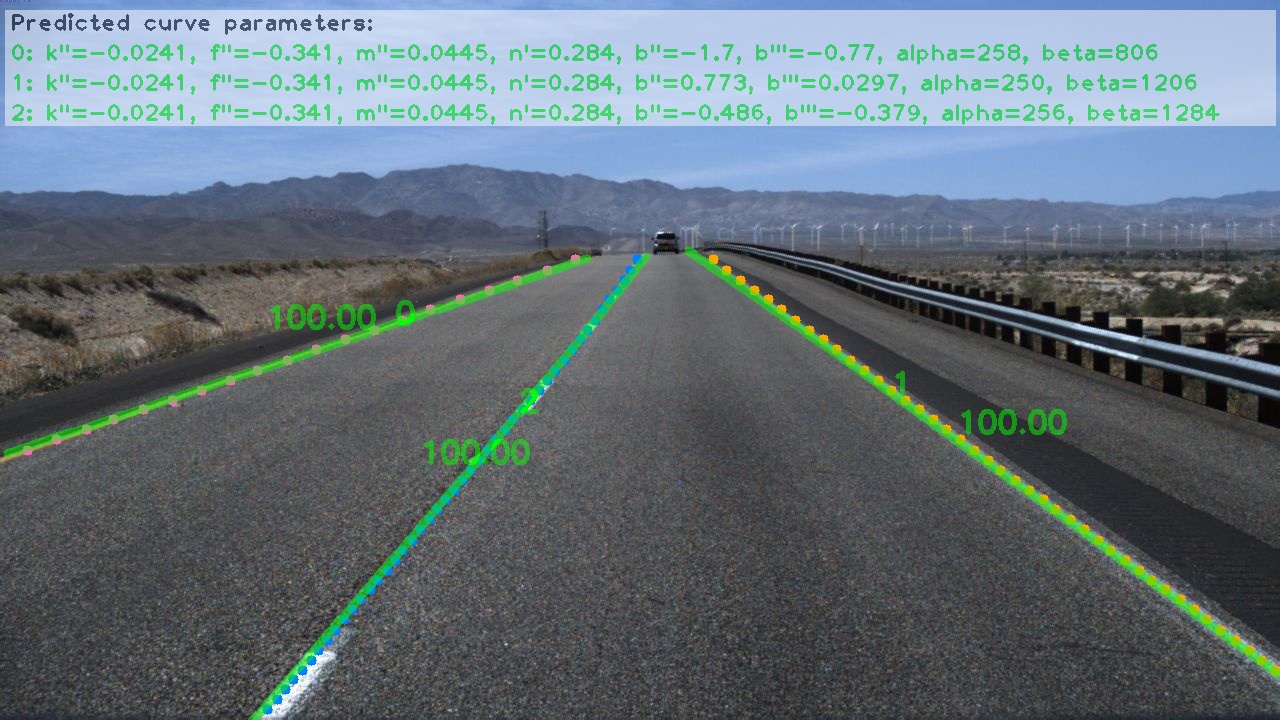 Predicted curve parameters:
0: k''=-0.0241, f''=-0.341, m''=0.0445, n'=0.284, b''=-1.7, b'''=-0.77, alpha=258, beta=806
1: k''=-0.0241, f''=-0.341, m''=0.0445, n'=0.284, b''=0.773, b'''=0.0297, alpha=250, beta=1206
2: k''=-0.0241, f''=-0.341, m''=0.0445, n'=0.284, b''=-0.486, b'''=-0.379, alpha=256, beta=1284
100.00 0
1
2
100.00
100.00